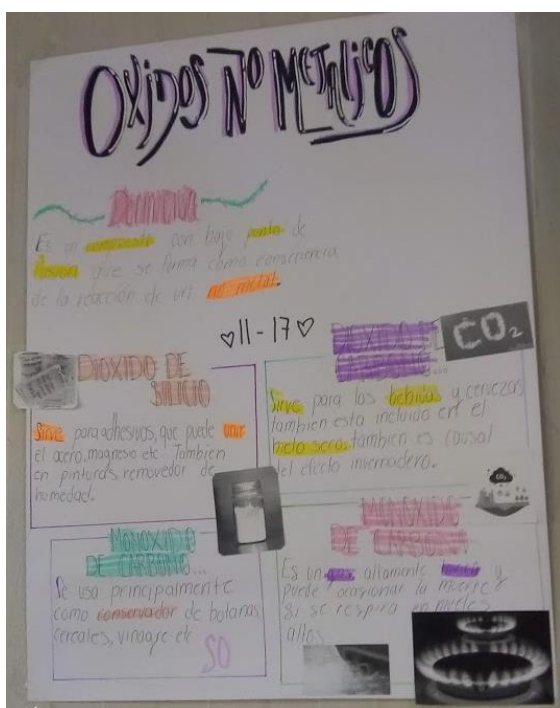 OXIDOS NO METALICOS
Es un compuesto con bajo punto de
fusion que se forma como consecuencia
de la reacción de un no metal.
♡11-17♡
DIOXIDO DE
CO₂
DIOXIDO DE
SILICIO
Sirve para adhesivos, que puede unir
el acero, magnesio etc. Tambien
en pinturas, removedor de
homedad.
Sirve para las bebidas y cervezas
tambien esta incluido en el
hielo seco, tambien es causal
del efecto invernadero.
CO₂
MONOXIDO
DE CARBONO...
Se usa principalmente
como conservador de botanas
cereales, vinagre etc
SO
MONOXIDO
DE CARBONO
Es un gas altamente y
puede ocasionar la muerte
si se respira en niveles
altos